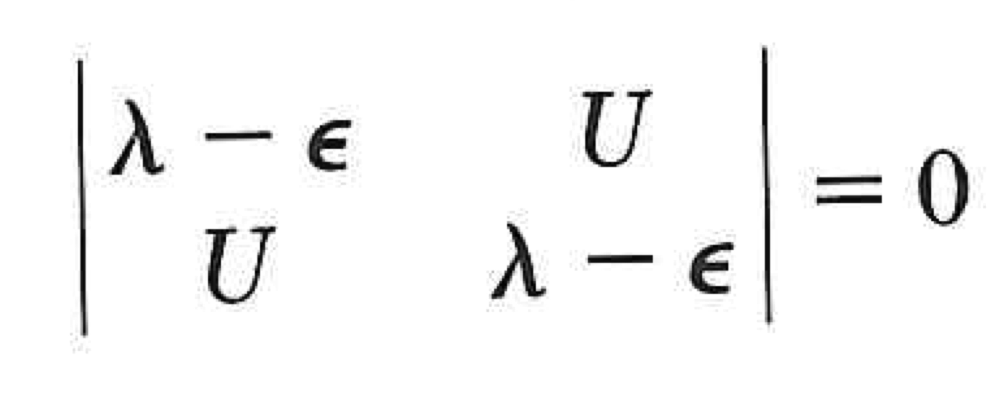 | λ − ϵ U |
| U λ − ϵ | = 0